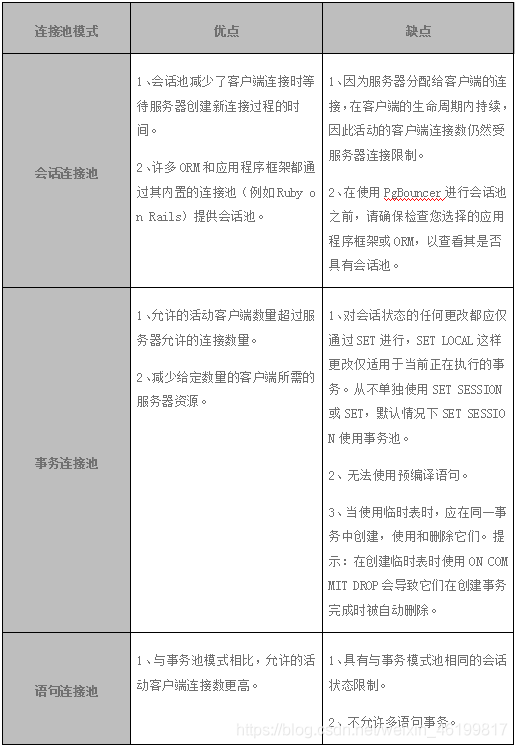 连接池模式
优点
缺点
会话连接池
1、会话池减少了客户端连接时等
待服务器创建新连接过程的时
间。
2、许多ORM和应用程序框架都通
过其内置的连接池（例如Ruby o
n Rails）提供会话池。
1、因为服务器分配给客户端的连
接，在客户端的生命周期内持续，
因此活动的客户端连接数仍然受
服务器连接限制。
2、在使用 PgBouncer 进行会话池
之前，请确保检查您选择的应用
程序框架或ORM，以查看其是否
具有会话池。
事务连接池
1、允许的活动客户端数量超过服
务器允许的连接数量。
2、减少给定数量的客户端所需的
服务器资源。
1、对会话状态的任何更改都应仅
通过SET 进行，SET LOCAL 这样
更改仅适用于当前正在执行的事
务。从不单独使用 SET SESSION
或 SET，默认情况下 SET SESSIO
N 使用事务池。
2、无法使用预编译语句。
3、当使用临时表时，应在同一事
务中创建，使用和删除它们。提
示：在创建临时表时使用 ON COM
MIT DROP 会导致它们在创建事务
完成时被自动删除。
语句连接池
1、与事务池模式相比，允许的活
动客户端连接数更高。
1、具有与事务模式池相同的会话
状态限制。
2、不允许多语句事务。
https://blog.csdn.net/weixin_46199817